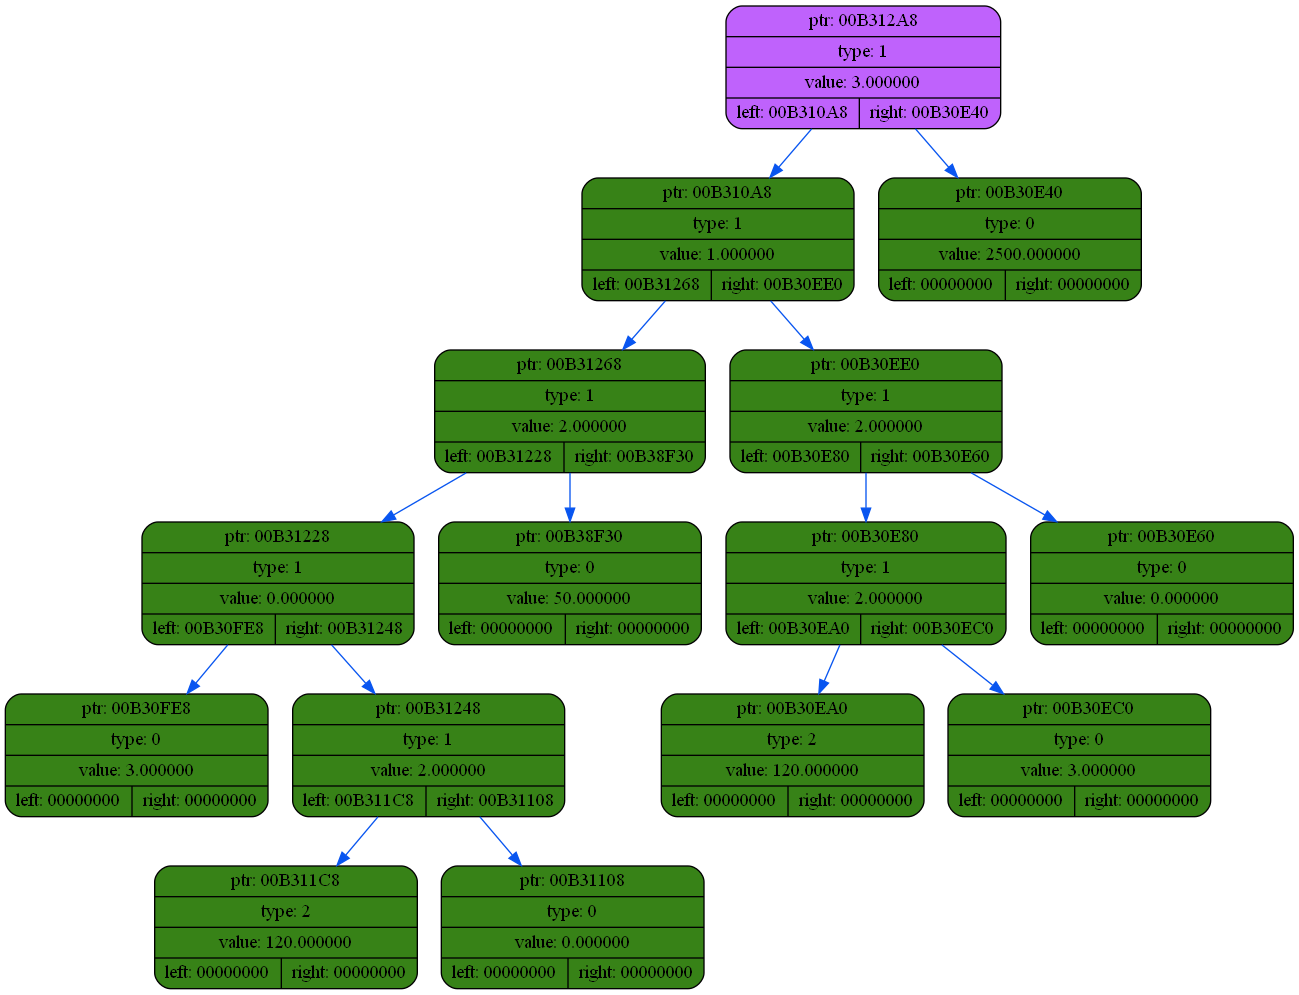 ptr: 00B312A8
type: 1
value: 3.000000
left: 00B310A8 right: 00B30E40
ptr: 00B310A8
type: 1
value: 1.000000
left: 00B31268 right: 00B30EE0
ptr: 00B30E40
type: 0
value: 2500.000000
left: 00000000 right: 00000000
ptr: 00B31268
type: 1
value: 2.000000
left: 00B31228 right: 00B38F30
ptr: 00B30EE0
type: 1
value: 2.000000
left: 00B30E80 right: 00B30E60
ptr: 00B31228
type: 1
value: 0.000000
left: 00B30FE8 right: 00B31248
ptr: 00B38F30
type: 0
value: 50.000000
left: 00000000 right: 00000000
ptr: 00B30E80
type: 1
value: 2.000000
left: 00B30EA0 right: 00B30EC0
ptr: 00B30E60
type: 0
value: 0.000000
left: 00000000 right: 00000000
ptr: 00B30FE8
type: 0
value: 3.000000
left: 00000000 right: 00000000
ptr: 00B31248
type: 1
value: 2.000000
left: 00B311C8 right: 00B31108
ptr: 00B30EA0
type: 2
value: 120.000000
left: 00000000 right: 00000000
ptr: 00B30EC0
type: 0
value: 3.000000
left: 00000000 right: 00000000
ptr: 00B311C8
type: 2
value: 120.000000
left: 00000000 right: 00000000
ptr: 00B31108
type: 0
value: 0.000000
left: 00000000 right: 00000000